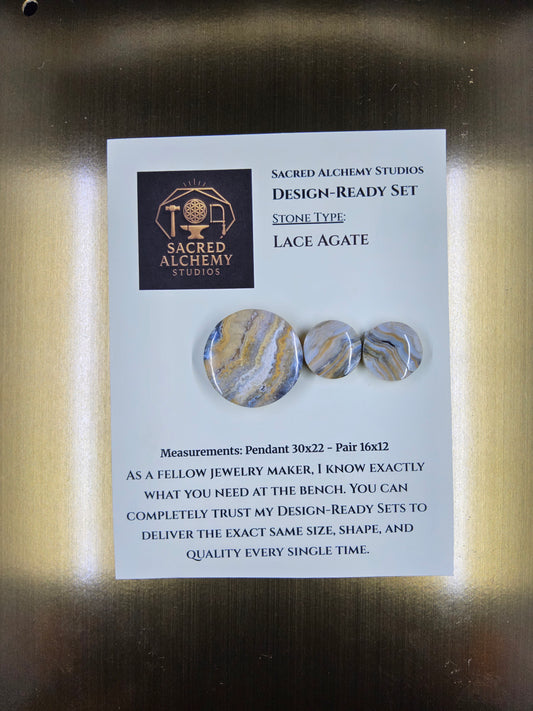 SACRED
ALCHEMY
STUDIOS
Sacred Alchemy Studios
Design-Ready Set
Stone Type:
Lace Agate
Measurements: Pendant 30x22 - Pair 16x12
As a fellow jewelry maker, I know exactly
what you need at the bench. You can
completely trust my Design-Ready Sets to
deliver the exact same size, shape, and
quality every single time.